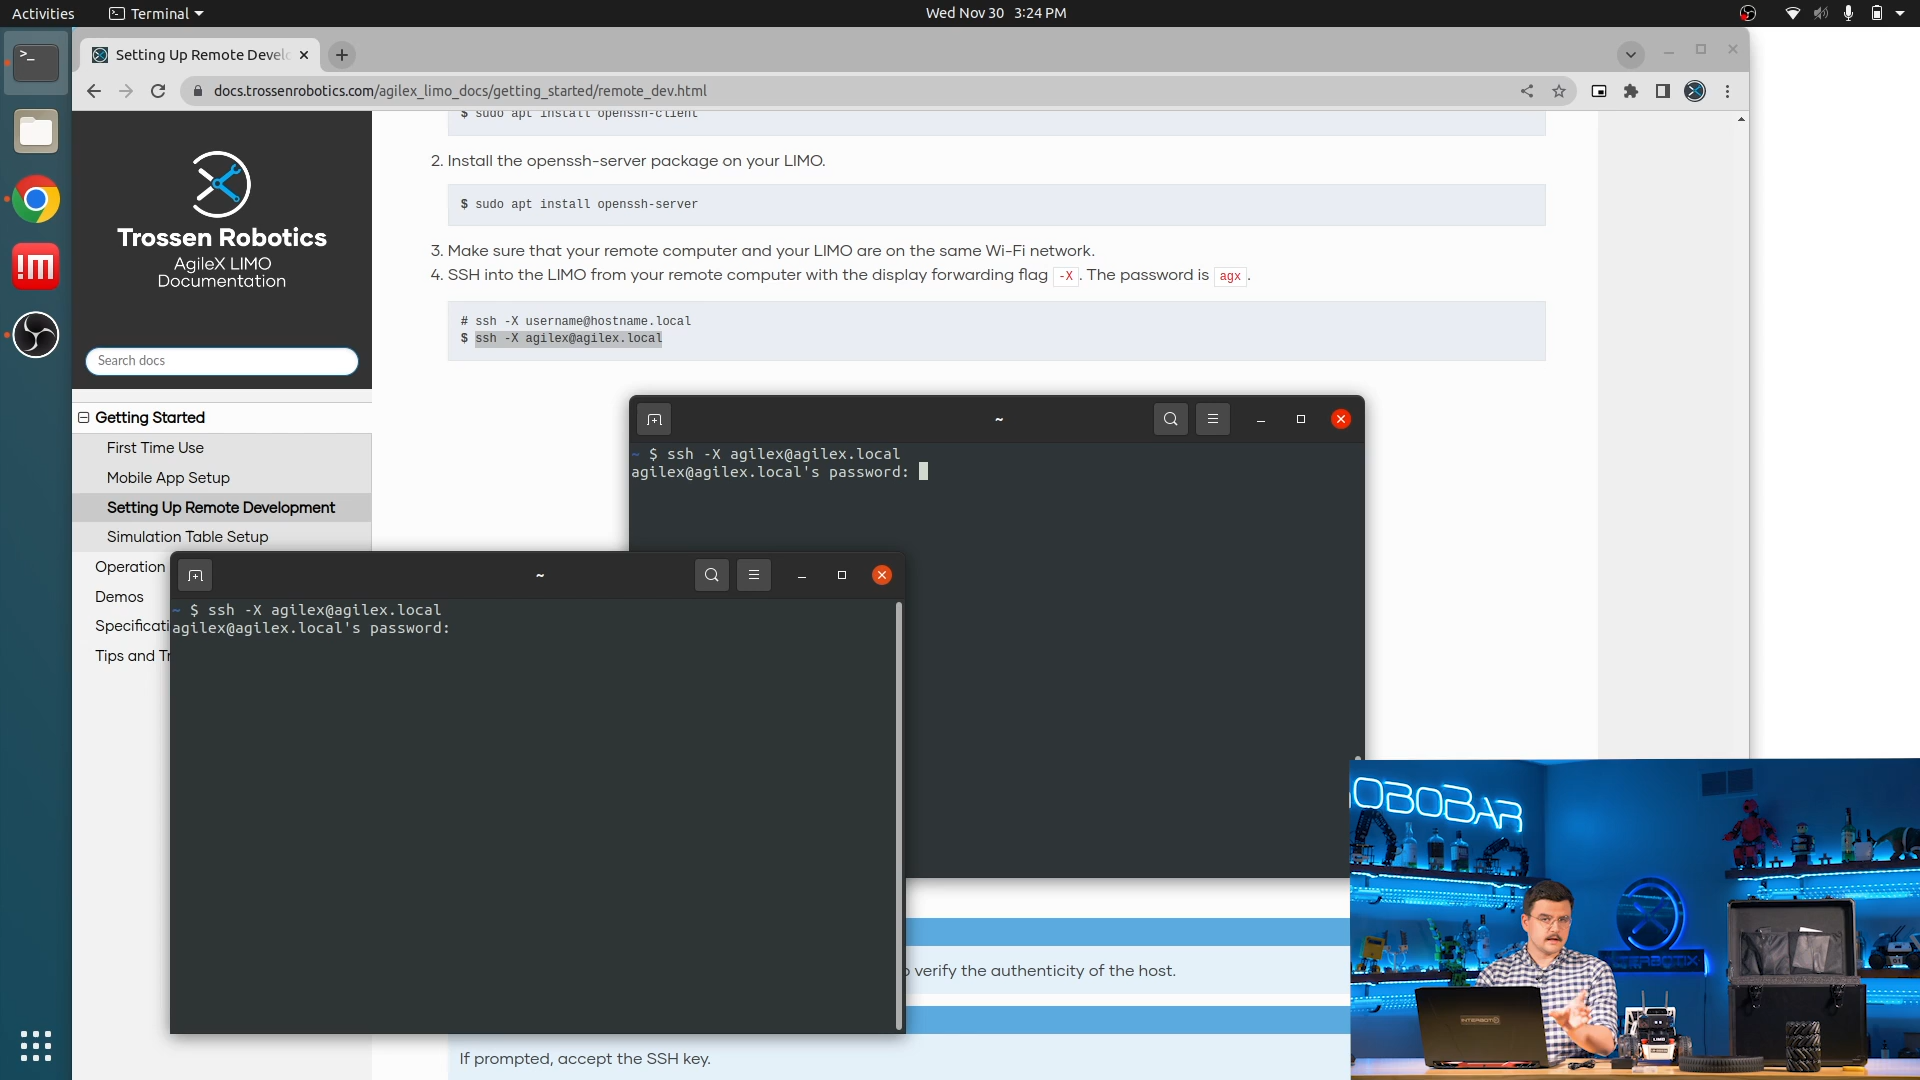 Activities
Terminal
Wed Nov 30 3:24 PM
Setting Up Remote Devel
docs.trossenrobotics.com/agilex_limo_docs/getting_started/remote_dev.html
Trossen Robotics
AgileX LIMO
Documentation
Search docs
Getting Started
First Time Use
Mobile App Setup
Setting Up Remote Development
Simulation Table Setup
Operation
Demos
Specificati
Tips and Tr
$ sudo apt install openssh-client
2. Install the openssh-server package on your LIMO.
$ sudo apt install openssh-server
3. Make sure that your remote computer and your LIMO are on the same Wi-Fi network.
4. SSH into the LIMO from your remote computer with the display forwarding flag -X. The password is agx.
# ssh -X username@hostname.local
$ ssh -X agilex@agilex.local
~
~ $ ssh -X agilex@agilex.local
agilex@agilex.local's password:
~
~ $ ssh -X agilex@agilex.local
agilex@agilex.local's password:
o verify the authenticity of the host.
If prompted, accept the SSH key.
OBOBAR
INTERBOTIX
LIMO